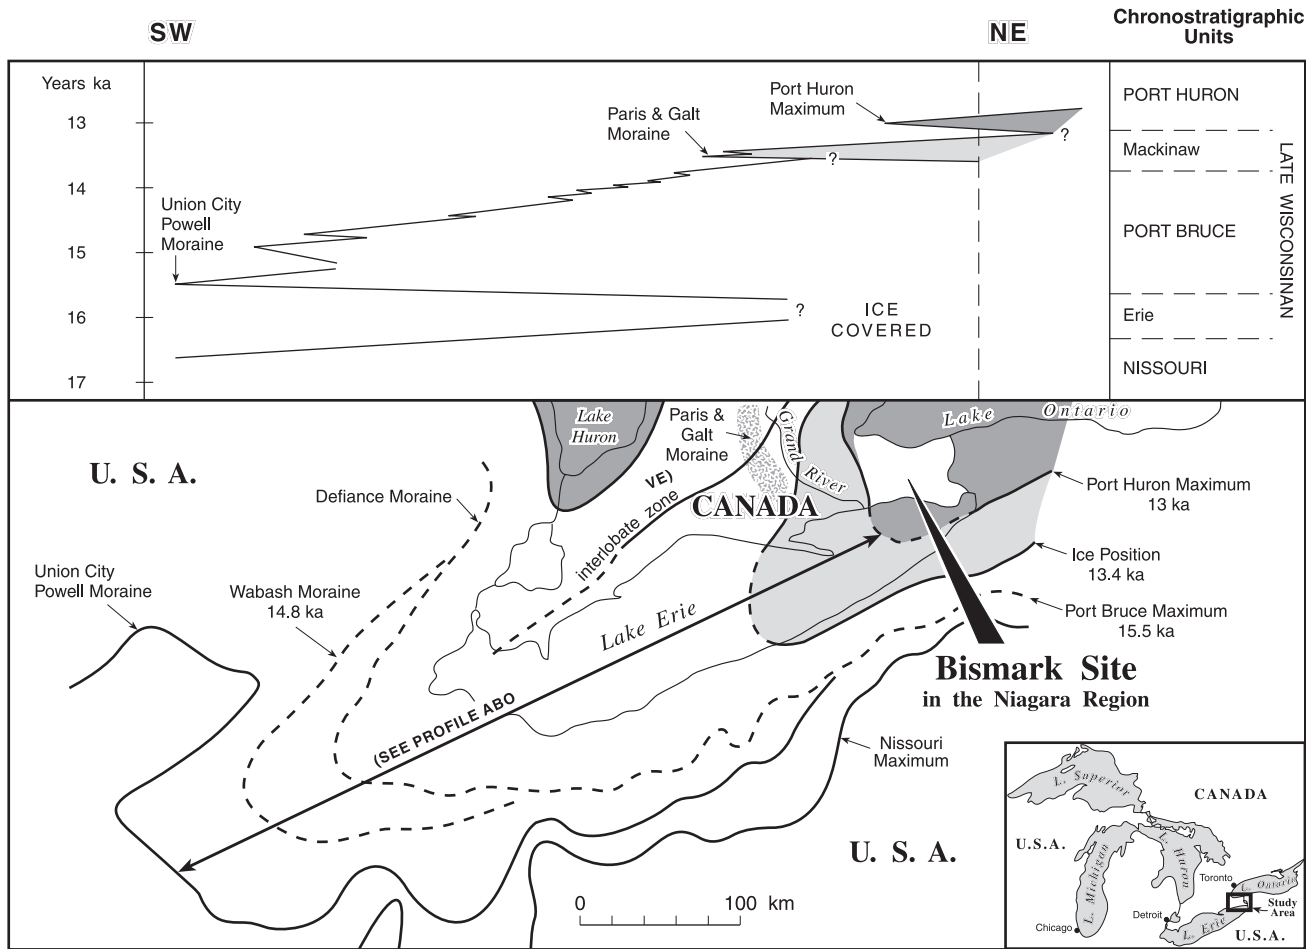 SW
NE
Chronostratigraphic
Units
Years ka
13
14
15
16
17
Union City
Powell
Moraine
Paris & Galt
Moraine
Port Huron
Maximum
?
?
?
ICE
COVERED
PORT HURON
Mackinaw
PORT BRUCE
Erie
NISSOURI
LATE WISCONSINAN
U. S. A.
Lake
Huron
Paris &
Galt
Moraine
Grand River
Lake Ontario
Defiance Moraine
VE)
interlobate zone
CANADA
Port Huron Maximum
13 ka
Ice Position
13.4 ka
Port Bruce Maximum
15.5 ka
Union City
Powell Moraine
Wabash Moraine
14.8 ka
Lake Erie
(SEE PROFILE ABO
Bismark Site
in the Niagara Region
Nissouri
Maximum
U. S. A.
0
100 km
L. Superior
CANADA
U.S.A.
L. Michigan
L. Huron
Toronto
L. Ontario
Study
Area
Detroit
Chicago
L. Erie
U.S.A.